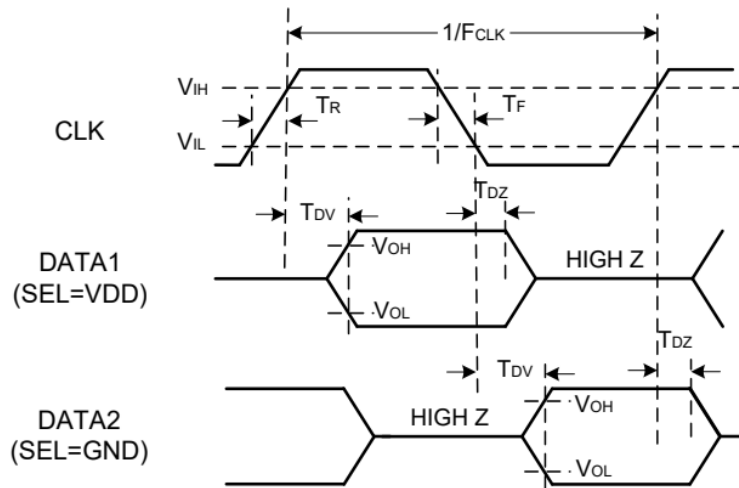 1/FCLK
VIH
TR
TF
CLK
VIL
TDZ
TDV
VOH
DATA1
(SEL=VDD)
HIGH Z
VOL
TDZ
TDV
VOH
DATA2
(SEL=GND)
HIGH Z
VOL